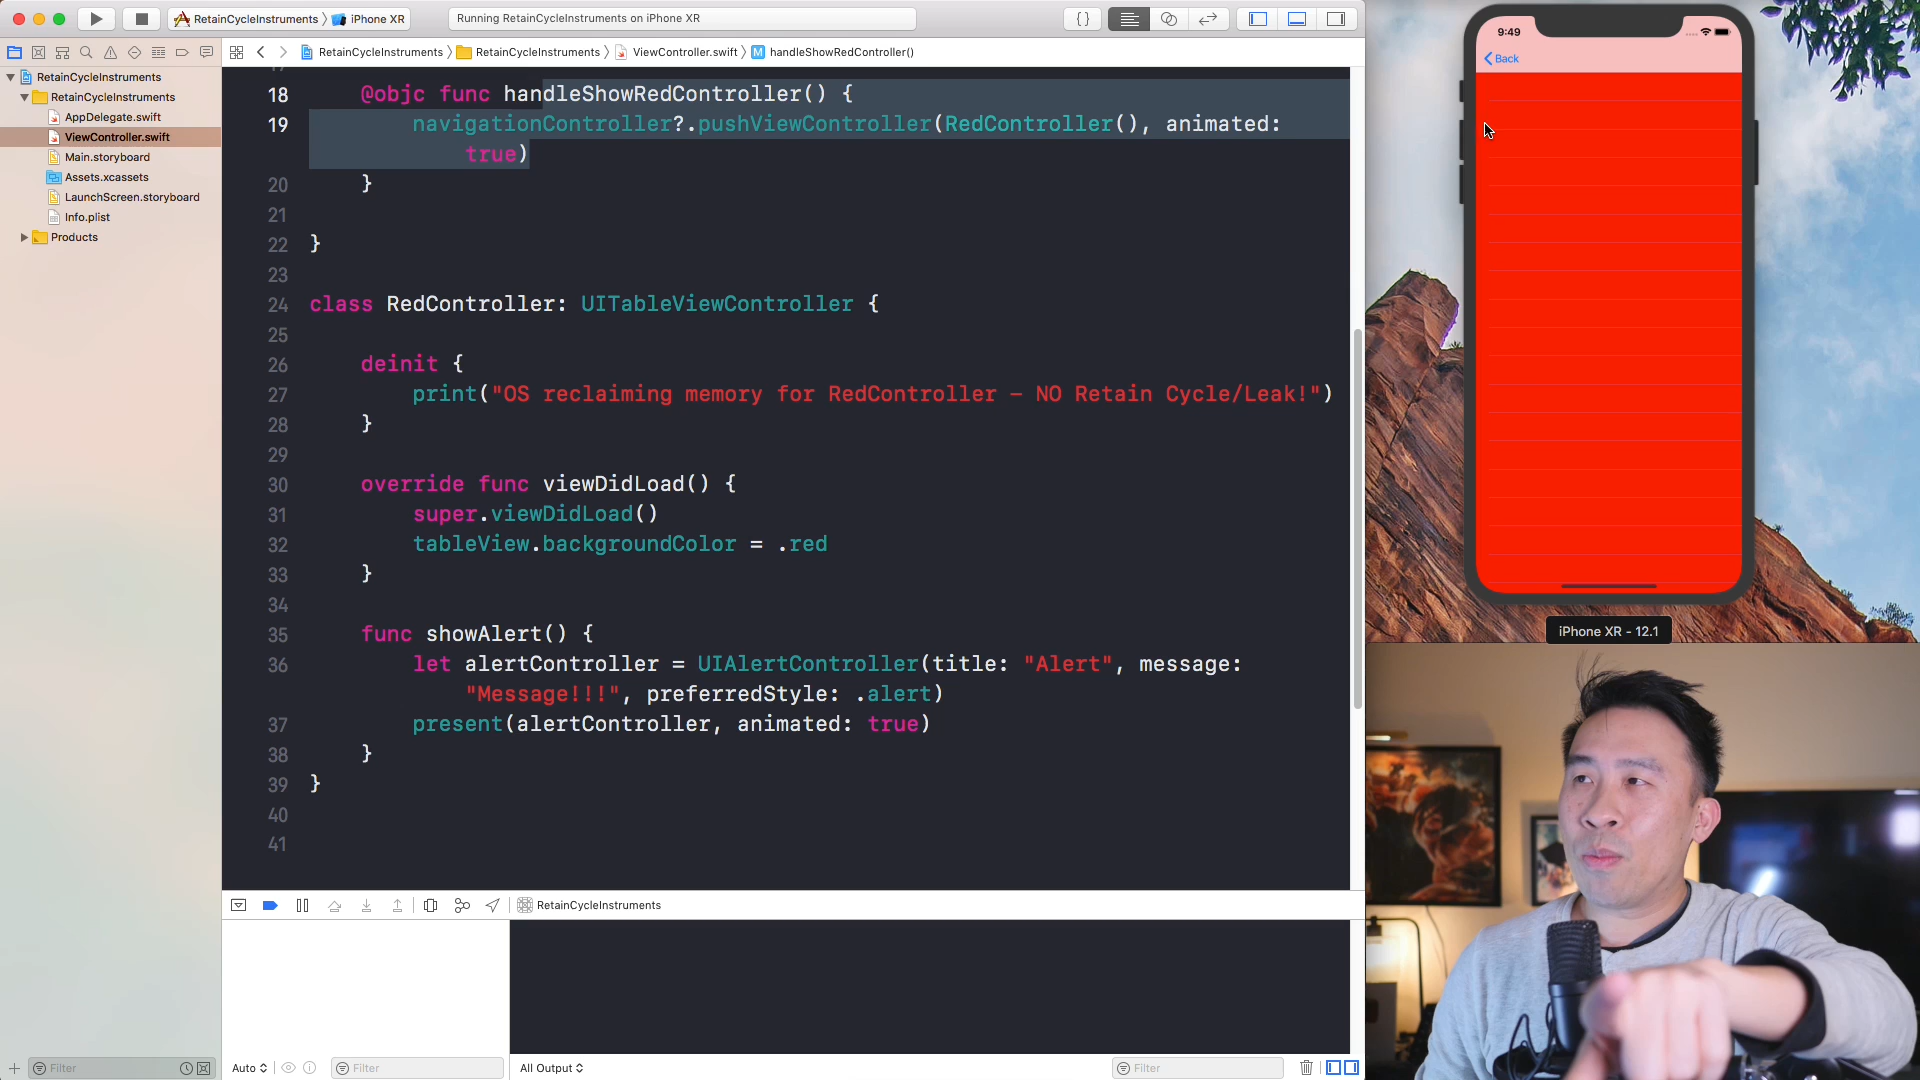 RetainCycleInstruments
iPhone XR
Running RetainCycleInstruments on iPhone XR
{}
RetainCycleInstruments
RetainCycleInstruments
ViewController.swift
M
handleShowRedController()
RetainCycleInstruments
RetainCycleInstruments
AppDelegate.swift
ViewController.swift
Main.storyboard
Assets.xcassets
LaunchScreen.storyboard
Info.plist
Products
18 @objc func handleShowRedController() {
19 navigationController?.pushViewController(RedController(), animated:
true)
20 }
21
22 }
23
24 class RedController: UITableViewController {
25
26 deinit {
27 print("OS reclaiming memory for RedController — NO Retain Cycle/Leak!")
28 }
29
30 override func viewDidLoad() {
31 super.viewDidLoad()
32 tableView.backgroundColor = .red
33 }
34
35 func showAlert() {
36 let alertController = UIAlertController(title: "Alert", message:
"Message!!!", preferredStyle: .alert)
37 present(alertController, animated: true)
38 }
39 }
40
41
RetainCycleInstruments
Filter
Auto
Filter
All Output
Filter
9:49
Back
iPhone XR - 12.1